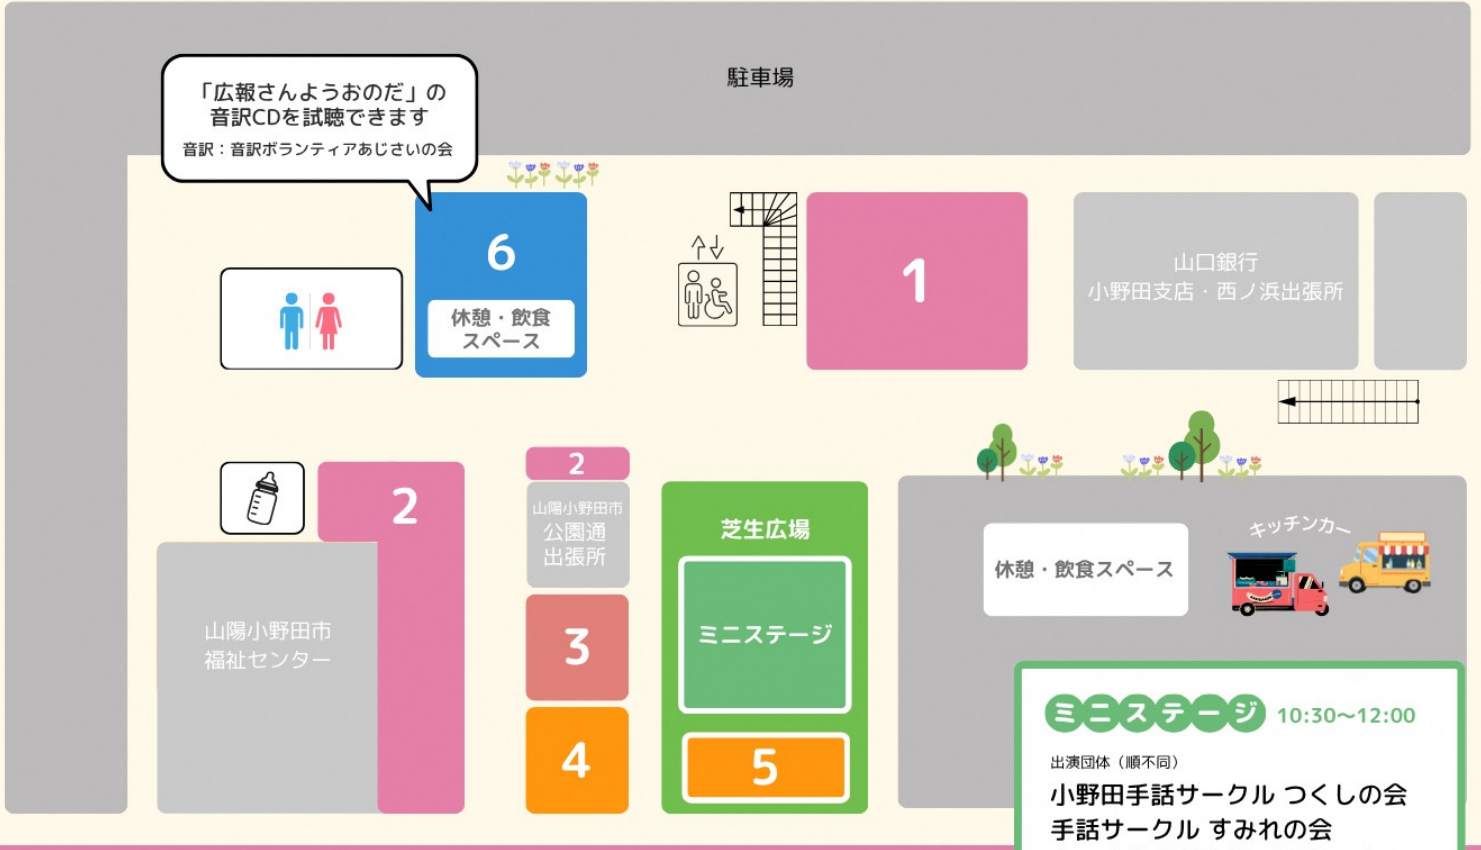 駐車場
「広報さんようおのだ」の
音訳CDを試聴できます
音訳：音訳ボランティアあじさいの会
6
休憩・飲食
スペース
1
山口銀行
小野田支店・西ノ浜出張所
2
2
山陽小野田市
公園通
出張所
芝生広場
ミニステージ
3
4
5
山陽小野田市
福祉センター
休憩・飲食スペース
キッチンカー
ミニステージ 10:30～12:00
出演団体（順不同）
小野田手話サークル つくしの会
手話サークル すみれの会